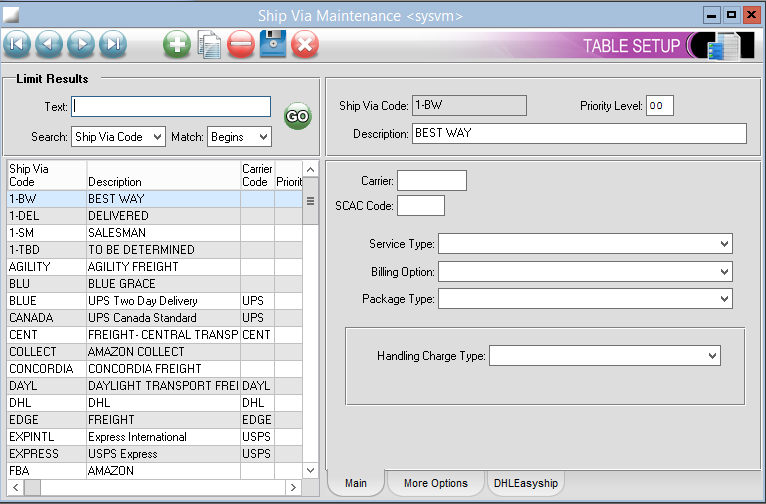 Ship Via Maintenance <sysvm>
TABLE SETUP
Limit Results
Text:
GO
Search: Ship Via Code Match: Begins
Ship Via Code Description Carrier Code Priorit
1-BW BEST WAY
1-DEL DELIVERED
1-SM SALESMAN
1-TBD TO BE DETERMINED
AGILITY AGILITY FREIGHT
BLU BLUE GRACE
BLUE UPS Two Day Delivery UPS
CANADA UPS Canada Standard UPS
CENT FREIGHT- CENTRAL TRANSP CENT
COLLECT AMAZON COLLECT
CONCORDIA CONCORDIA FREIGHT
DAYL DAYLIGHT TRANSPORT FREI DAYL
DHL DHL DHL
EDGE FREIGHT EDGE
EXPINTL Express International USPS
EXPRESS USPS Express USPS
FBA AMAZON
Ship Via Code: 1-BW Priority Level: 00
Description: BEST WAY
Carrier:
SCAC Code:
Service Type:
Billing Option:
Package Type:
Handling Charge Type:
Main More Options DHLEasyship